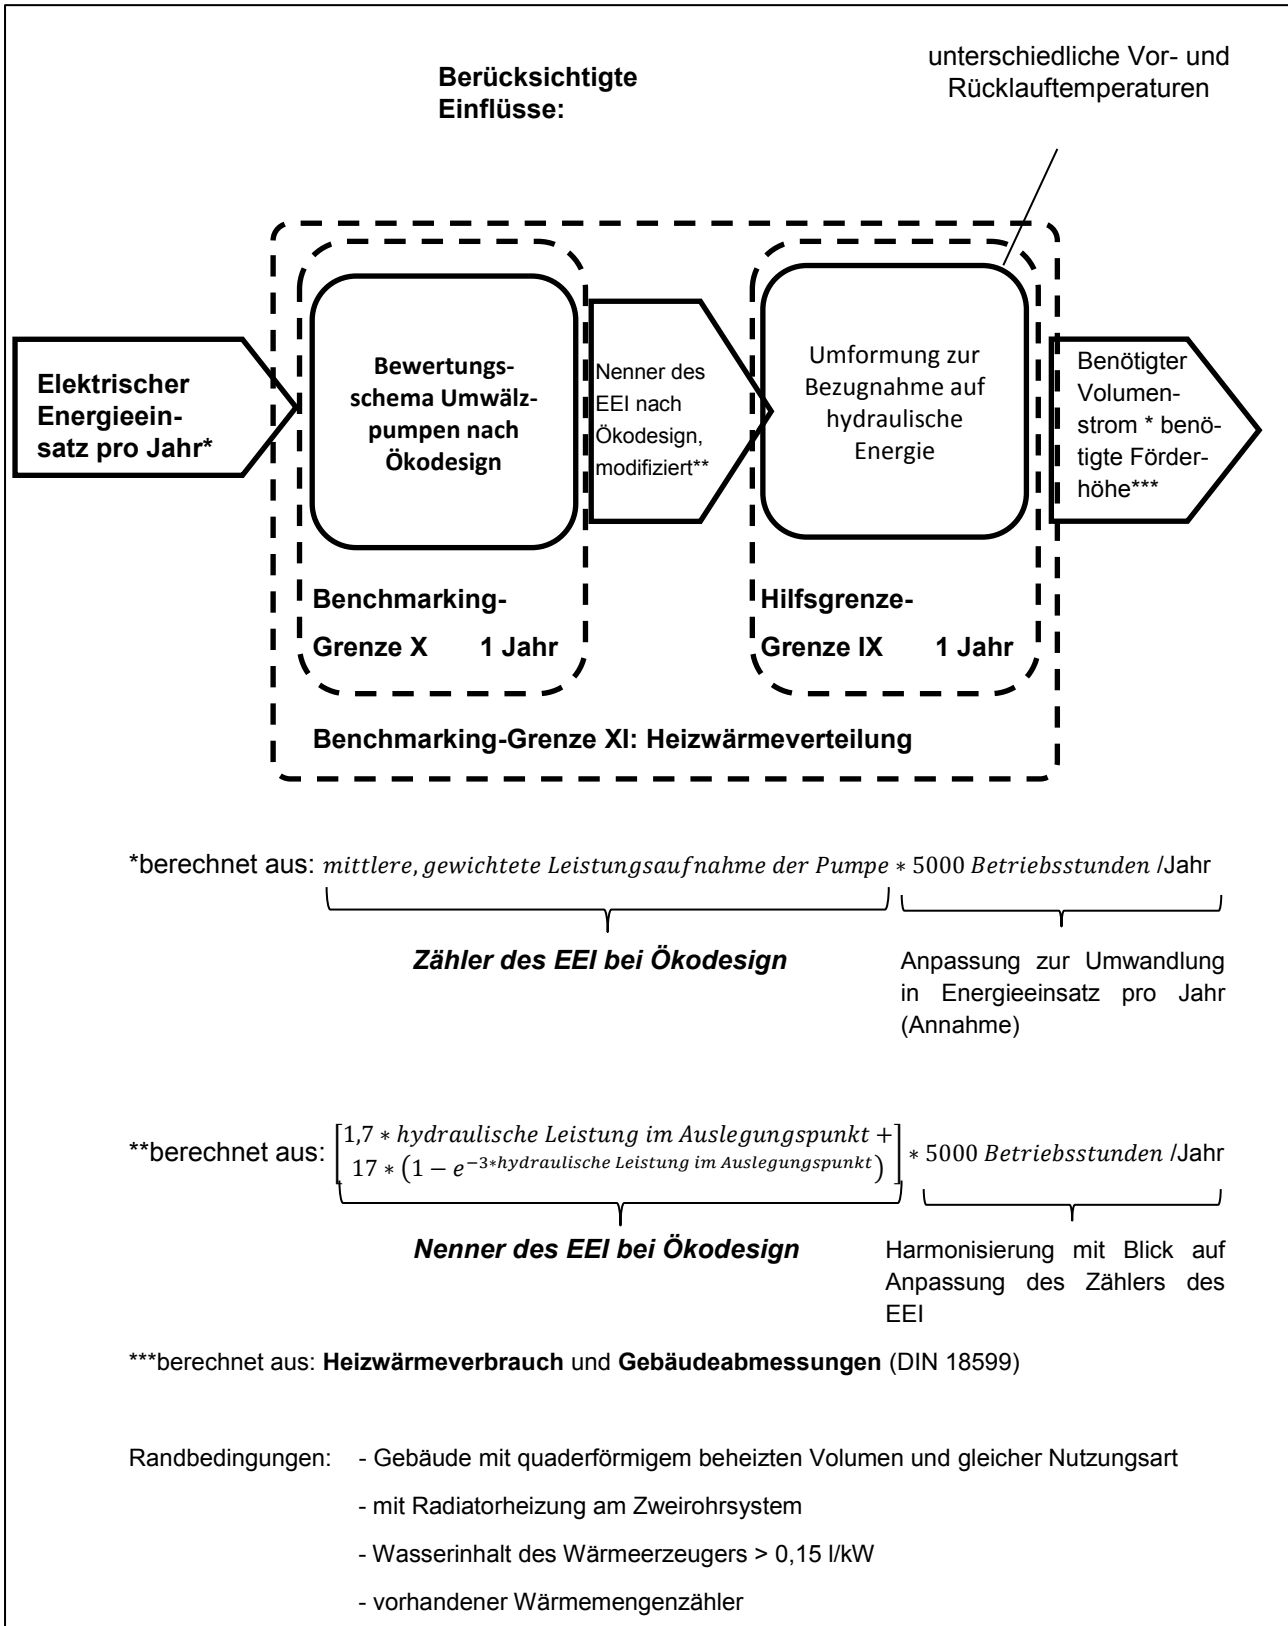 Berücksichtigte
Einflüsse:
unterschiedliche Vor- und
Rücklauftemperaturen
Elektrischer
Energieein-
satz pro Jahr*
Bewertungs-
schema Umwälz-
pumpen nach
Ökodesign
Nenner des
EEI nach
Ökodesign,
modifiziert**
Umformung zur
Bezugnahme auf
hydraulische
Energie
Benötigter
Volumen-
strom * benö-
tigte Förder-
höhe***
Benchmarking-
Grenze X 1 Jahr
Hilfsgrenze-
Grenze IX 1 Jahr
Benchmarking-Grenze XI: Heizwärmeverteilung
*berechnet aus: mittlere, gewichtete Leistungsaufnahme der Pumpe * 5000 Betriebsstunden /Jahr
Zähler des EEI bei Ökodesign
Anpassung zur Umwandlung
in Energieeinsatz pro Jahr
(Annahme)
**berechnet aus: [1,7 * hydraulische Leistung im Auslegungspunkt +
17 * (1 − e^−3*hydraulische Leistung im Auslegungspunkt)] * 5000 Betriebsstunden /Jahr
Nenner des EEI bei Ökodesign
Harmonisierung mit Blick auf
Anpassung des Zählers des
EEI
***berechnet aus: Heizwärmeverbrauch und Gebäudeabmessungen (DIN 18599)
Randbedingungen: - Gebäude mit quaderförmigem beheizten Volumen und gleicher Nutzungsart
- mit Radiatorheizung am Zweirohrsystem
- Wasserinhalt des Wärmeerzeugers > 0,15 l/kW
- vorhandener Wärmemengenzähler